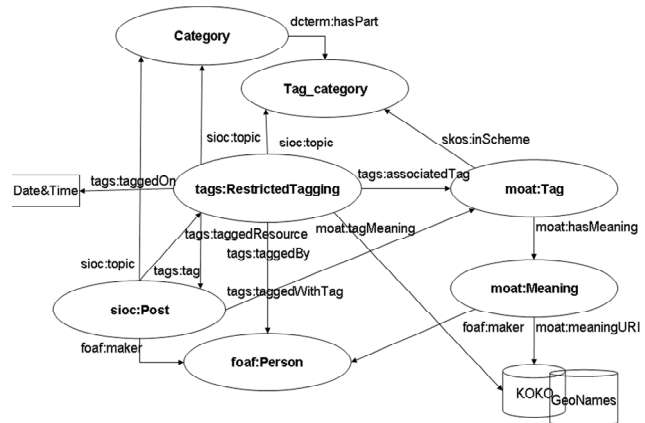 dcterm:hasPart
Category
Tag_category
sioc:topic
sioc:topic
skos:inScheme
tags:taggedOn
tags:RestrictedTagging
tags:associatedTag
Date&Time
moat:Tag
tags:taggedResource
moat:tagMeaning
moat:hasMeaning
tags:taggedBy
sioc:topic
tags:tag
tags:taggedWithTag
moat:Meaning
sioc:Post
foaf:maker
moat:meaningURI
foaf:maker
foaf:Person
KOKO
GeoNames